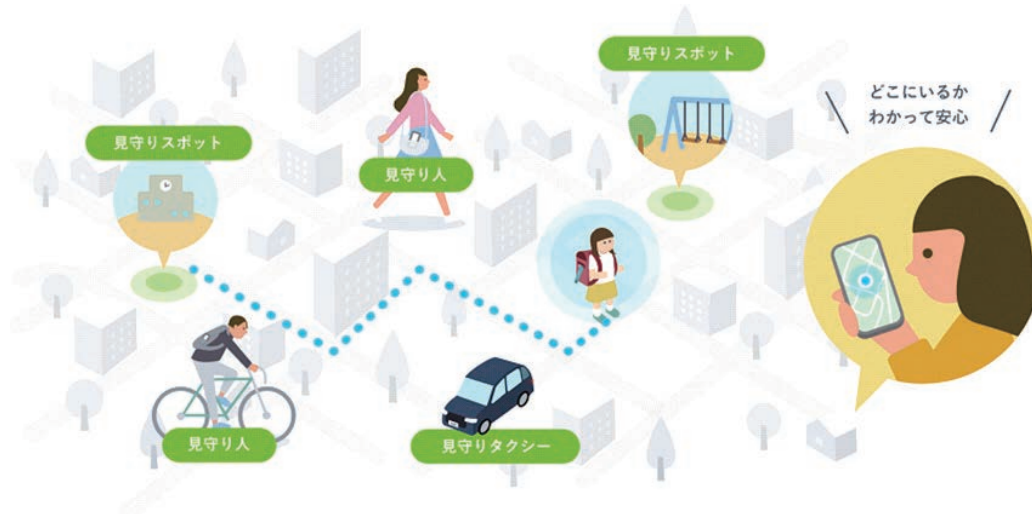 見守りスポット
どこにいるか
わかって安心
見守りスポット
見守り人
見守り人
見守りタクシー